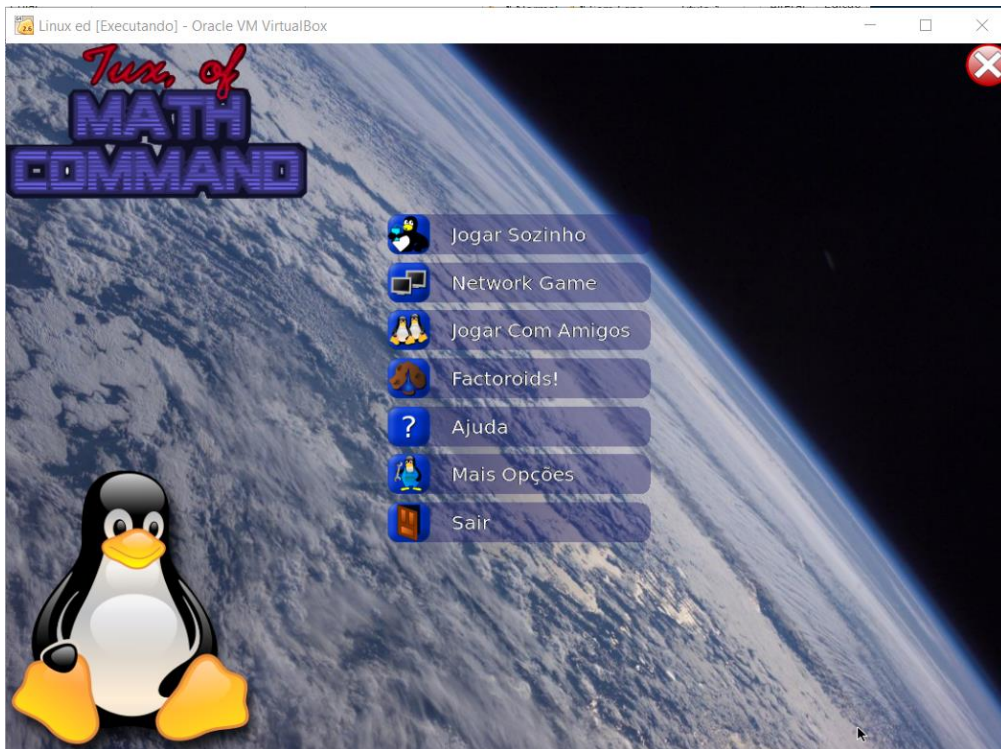 Linux ed [Executando] - Oracle VM VirtualBox
Tux, of
MATH
COMMAND
Jogar Sozinho
Network Game
Jogar Com Amigos
Factoroids!
?
Ajuda
Mais Opções
Sair